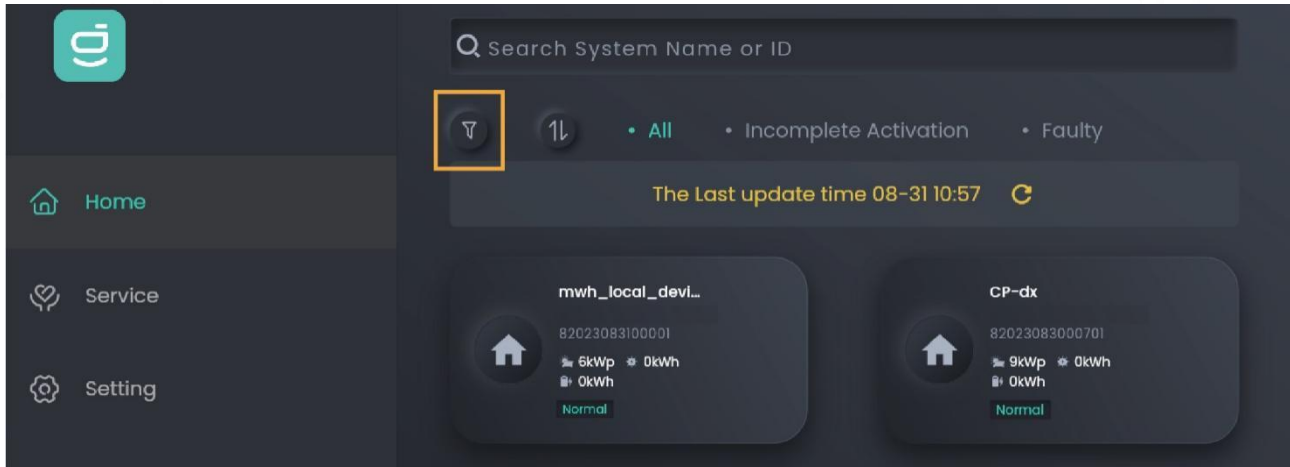 Search System Name or ID
• All • Incomplete Activation • Faulty
The Last update time 08-31 10:57
Home
Service
Setting
mwh_local_devi...
82023083100001
6kWp 0kWh
0kWh
Normal
CP-dx
82023083000701
9kWp 0kWh
0kWh
Normal